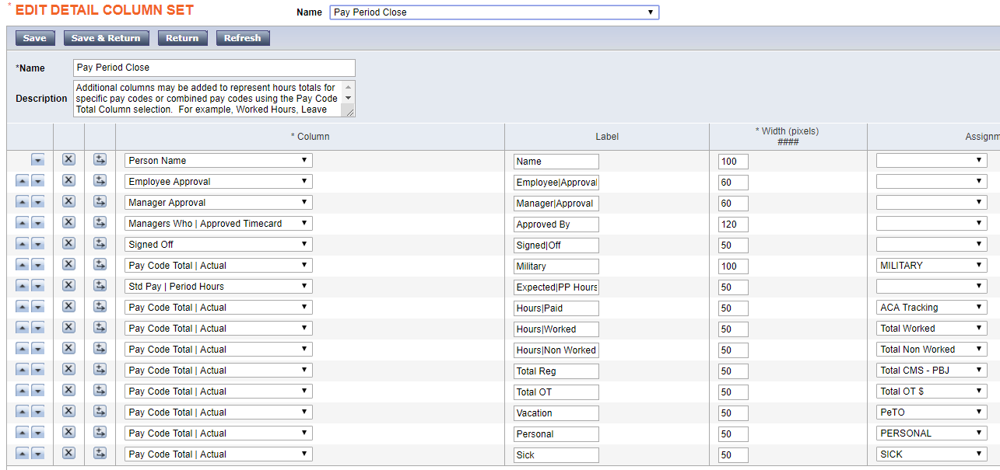 * EDIT DETAIL COLUMN SET
Name Pay Period Close
Save Save & Return Return Refresh
*Name Pay Period Close
Description Additional columns may be added to represent hours totals for
specific pay codes or combined pay codes using the Pay Code
Total Column selection. For example, Worked Hours, Leave
* Column Label * Width (pixels) #### Assignm
Person Name Name 100
Employee Approval Employee|Approval 60
Manager Approval Manager|Approval 60
Managers Who | Approved Timecard Approved By 120
Signed Off Signed|Off 50
Pay Code Total | Actual Military 100 MILITARY
Std Pay | Period Hours Expected|PP Hours 50
Pay Code Total | Actual Hours|Paid 50 ACA Tracking
Pay Code Total | Actual Hours|Worked 50 Total Worked
Pay Code Total | Actual Hours|Non Worked 50 Total Non Worked
Pay Code Total | Actual Total Reg 50 Total CMS - PBJ
Pay Code Total | Actual Total OT 50 Total OT $
Pay Code Total | Actual Vacation 50 PeTO
Pay Code Total | Actual Personal 50 PERSONAL
Pay Code Total | Actual Sick 50 SICK